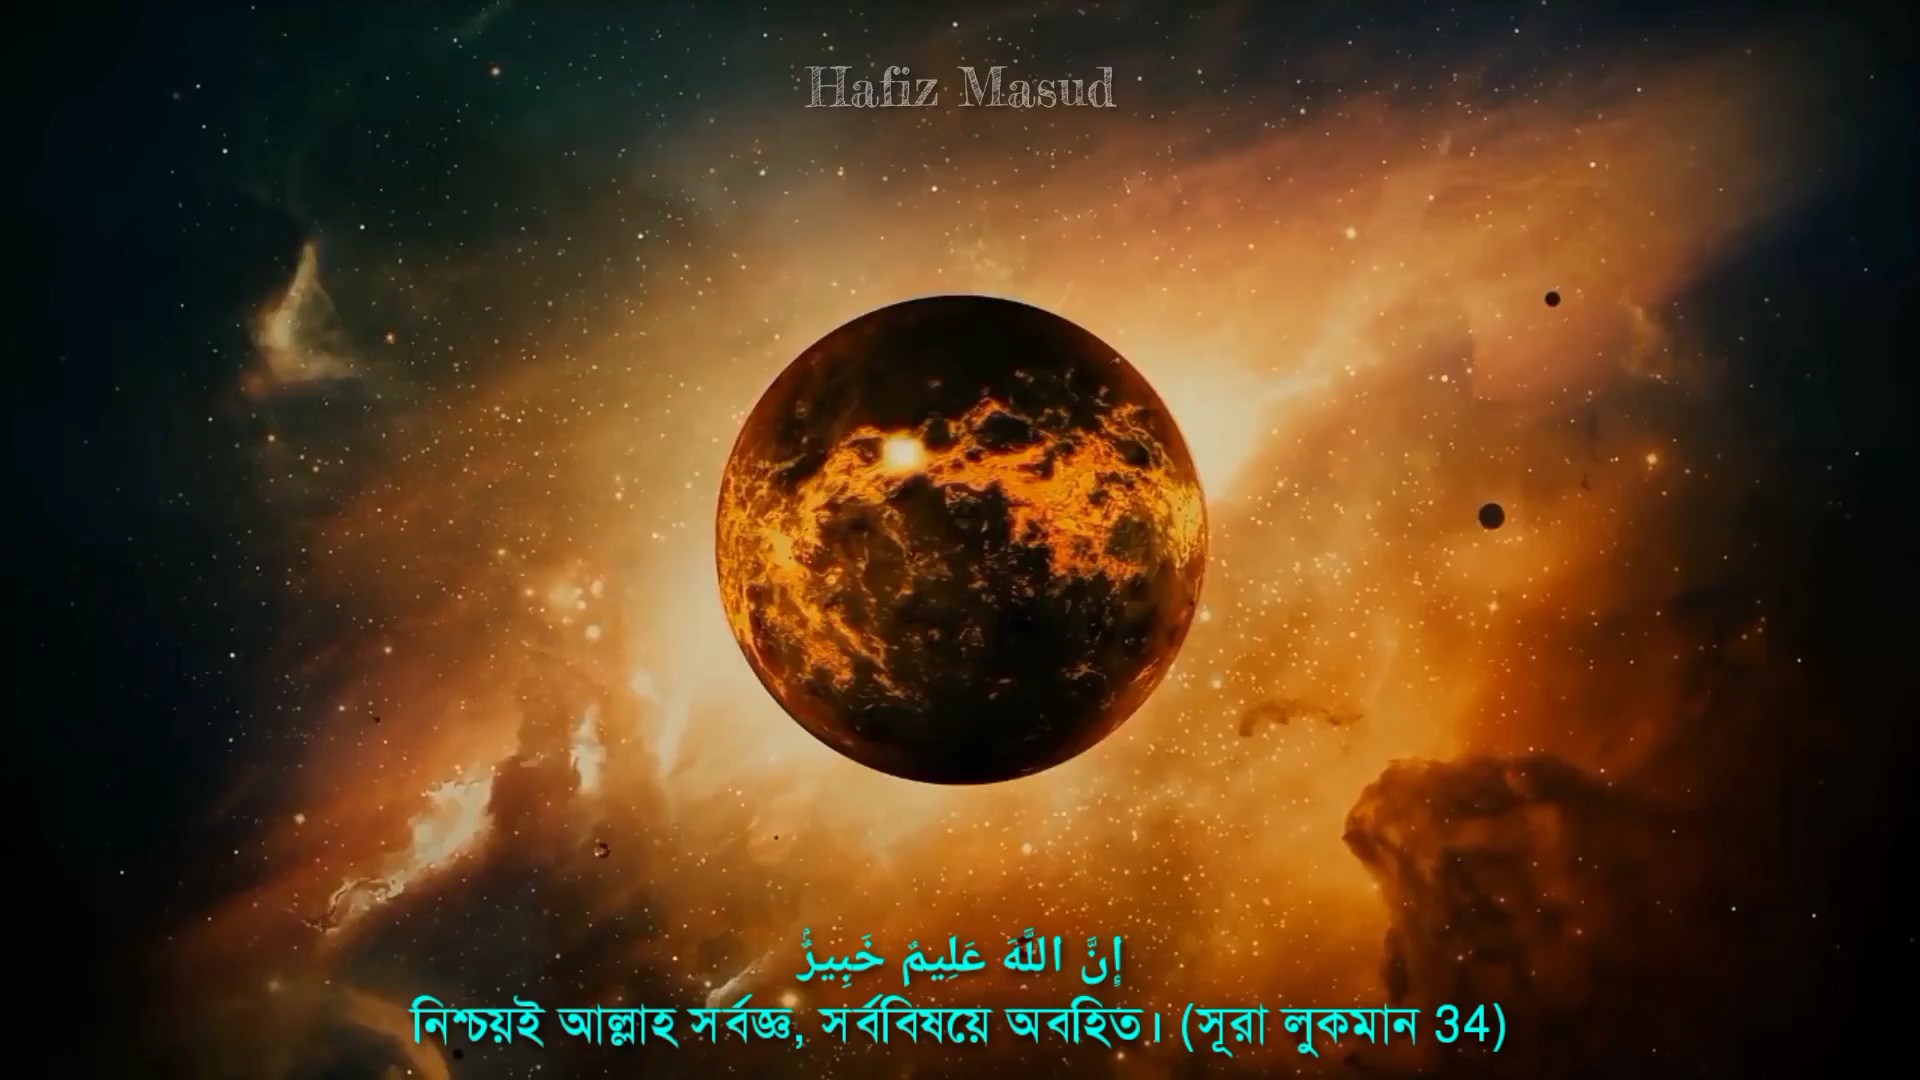 Hafiz Masud
إِنَّ اللَّهَ عَلِيمٌ خَبِيرٌۢ
নিশ্চয়ই আল্লাহ সর্বজ্ঞ, সর্ববিষয়ে অবহিত। (সূরা লুকমান 34)